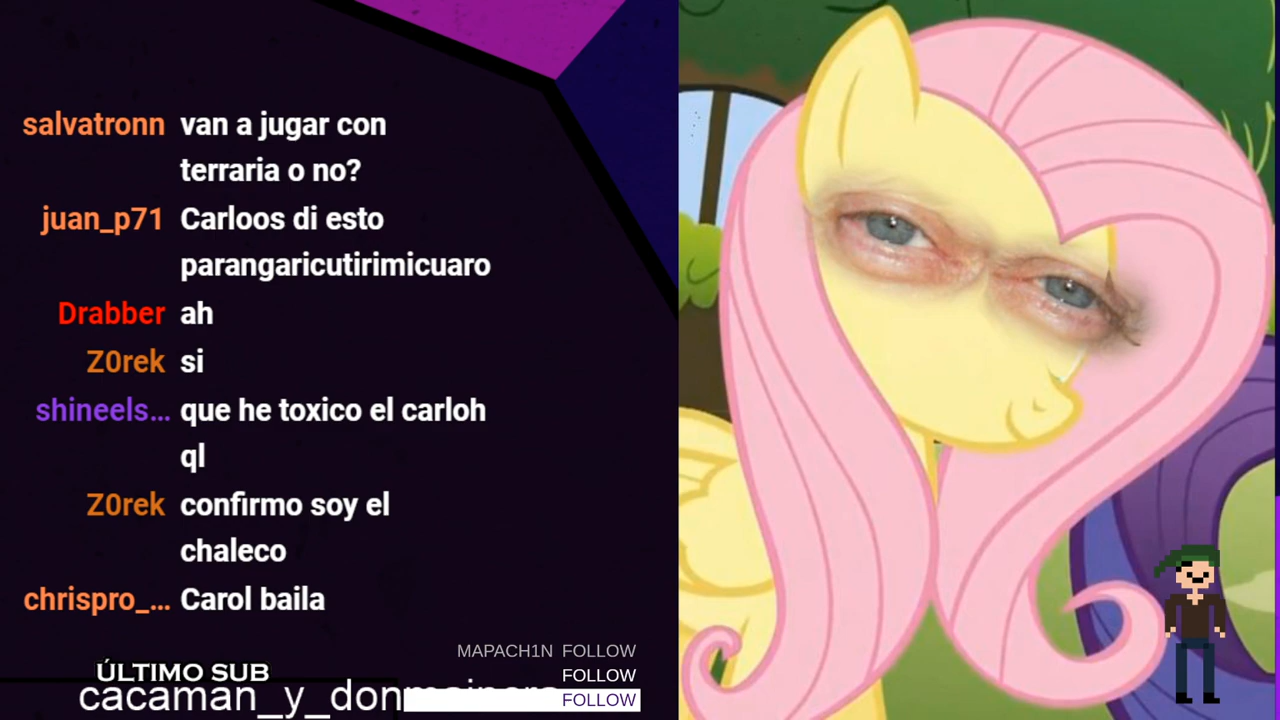 salvatronn van a jugar con
terraria o no?
juan_p71 Carloos di esto
parangaricutirimicuaro
Drabber ah
Z0rek si
shineels... que he toxico el carloh
ql
Z0rek confirmo soy el
chaleco
chrispro_... Carol baila
MAPACH1N FOLLOW
ÚLTIMO SUB
FOLLOW
cacaman_y_don
FOLLOW